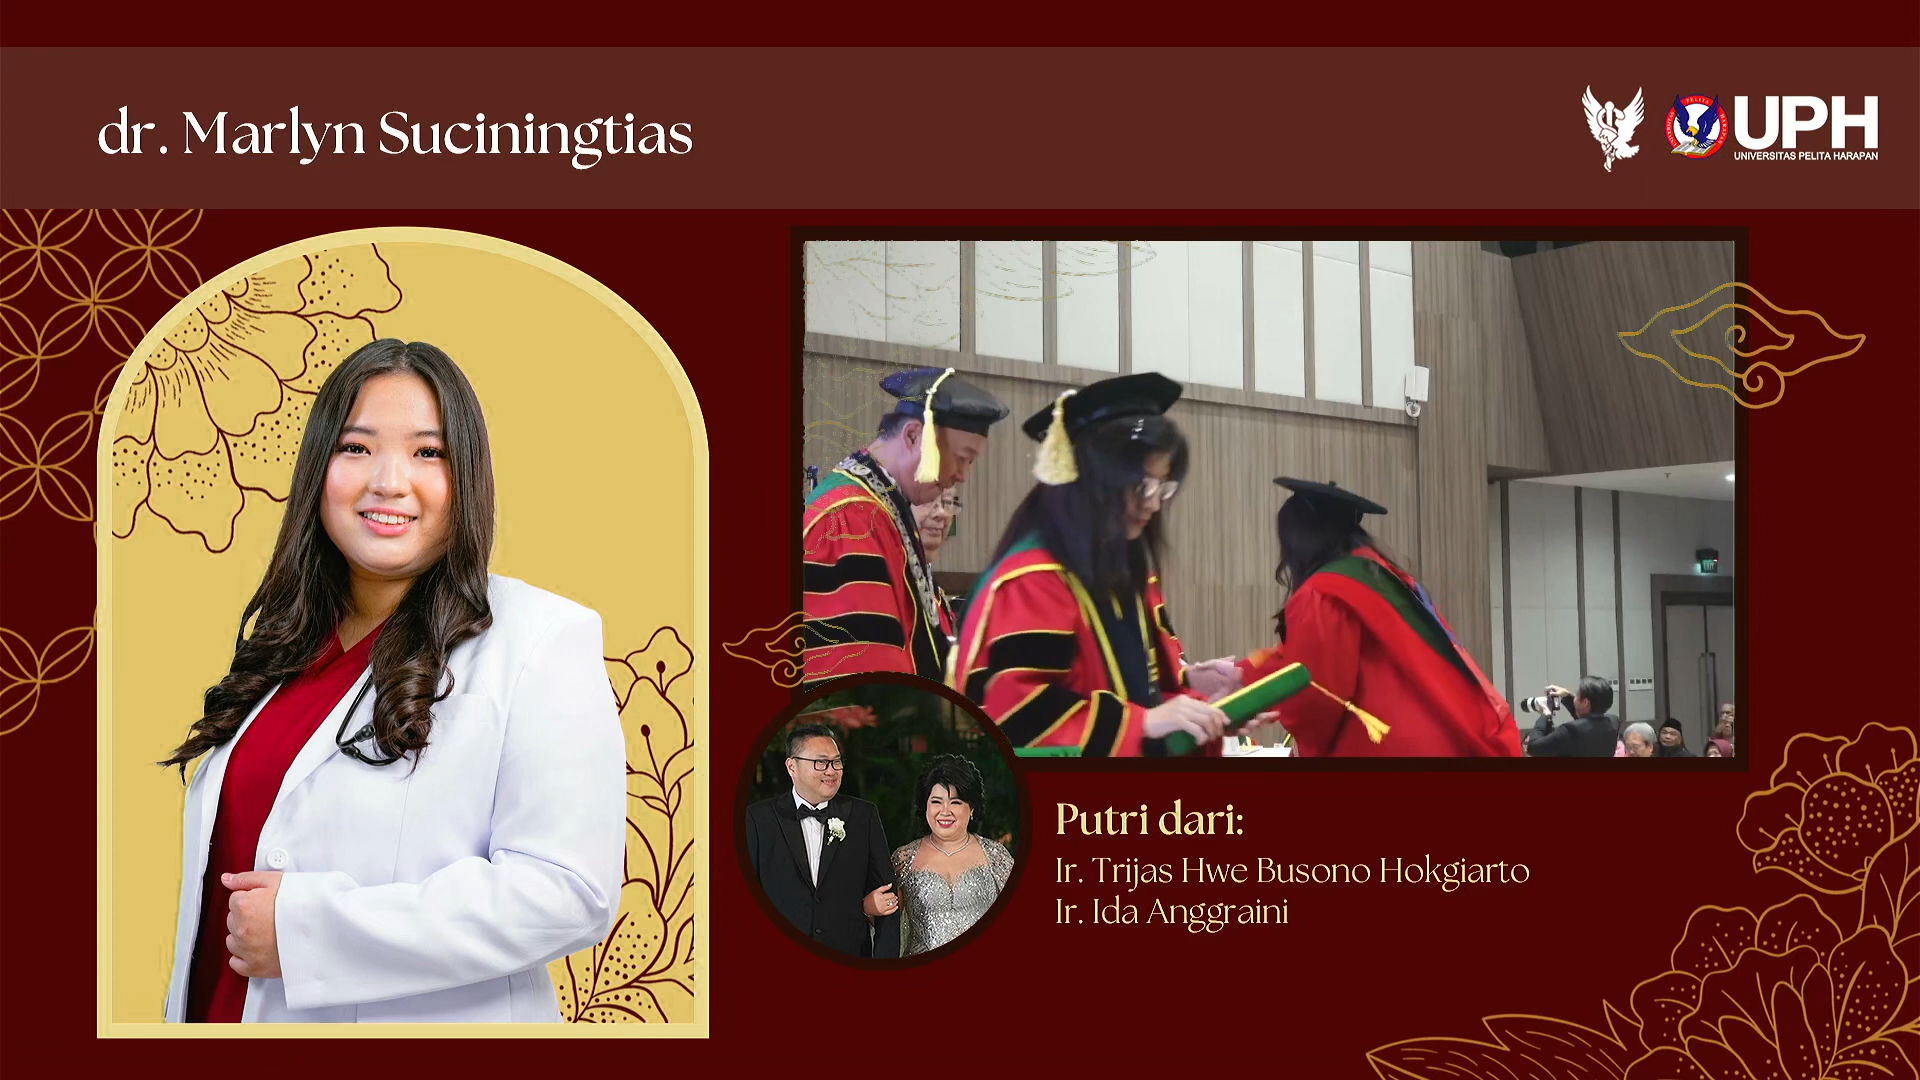 dr. Marlyn Suciningtias
UPH
UNIVERSITAS PELITA HARAPAN
Putri dari:
Ir. Trijas Hwe Busono Hokgiarto
Ir. Ida Anggraini